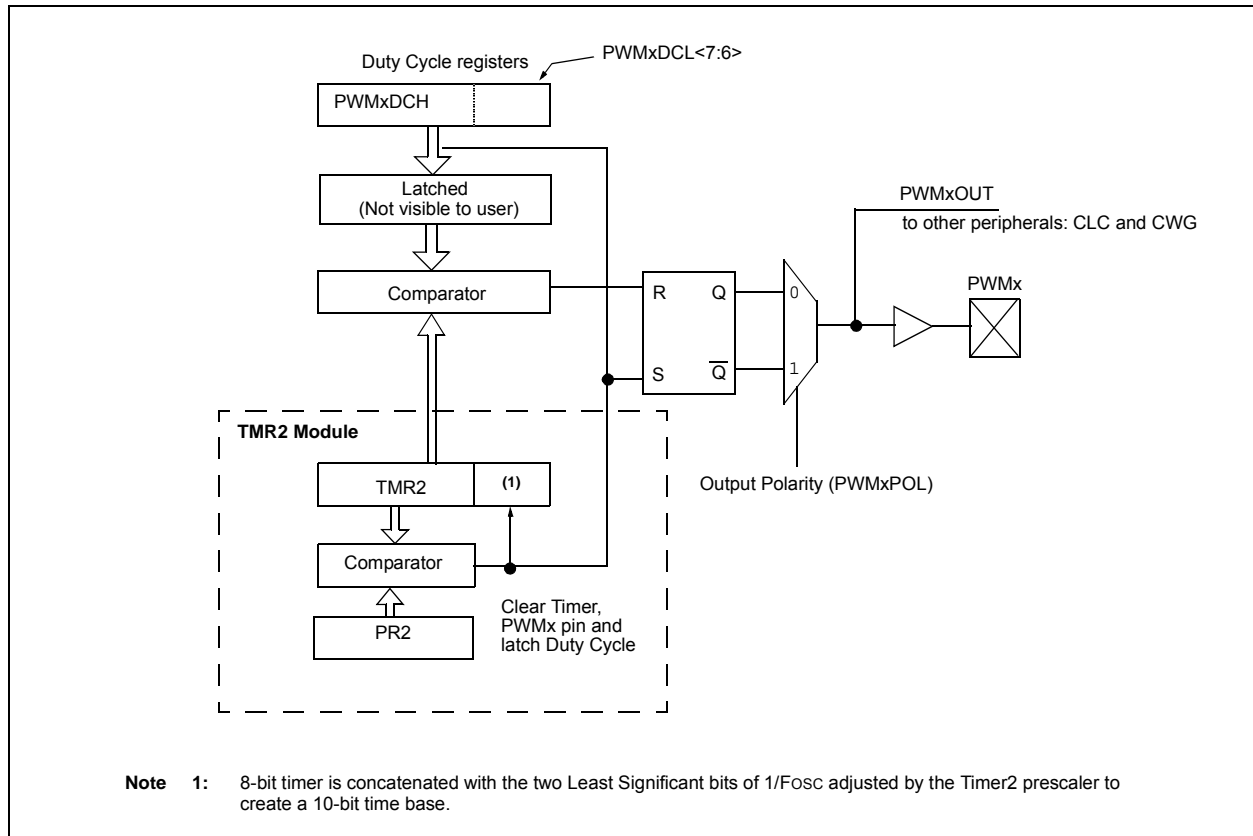 Duty Cycle registers
PWMxDCL<7:6>
PWMxDCH
Latched
(Not visible to user)
Comparator
R
Q
S
Q̅
0
1
PWMxOUT
to other peripherals: CLC and CWG
PWMx
Output Polarity (PWMxPOL)
TMR2 Module
TMR2
(1)
Comparator
PR2
Clear Timer,
PWMx pin and
latch Duty Cycle
Note 1: 8-bit timer is concatenated with the two Least Significant bits of 1/FOSC adjusted by the Timer2 prescaler to
create a 10-bit time base.